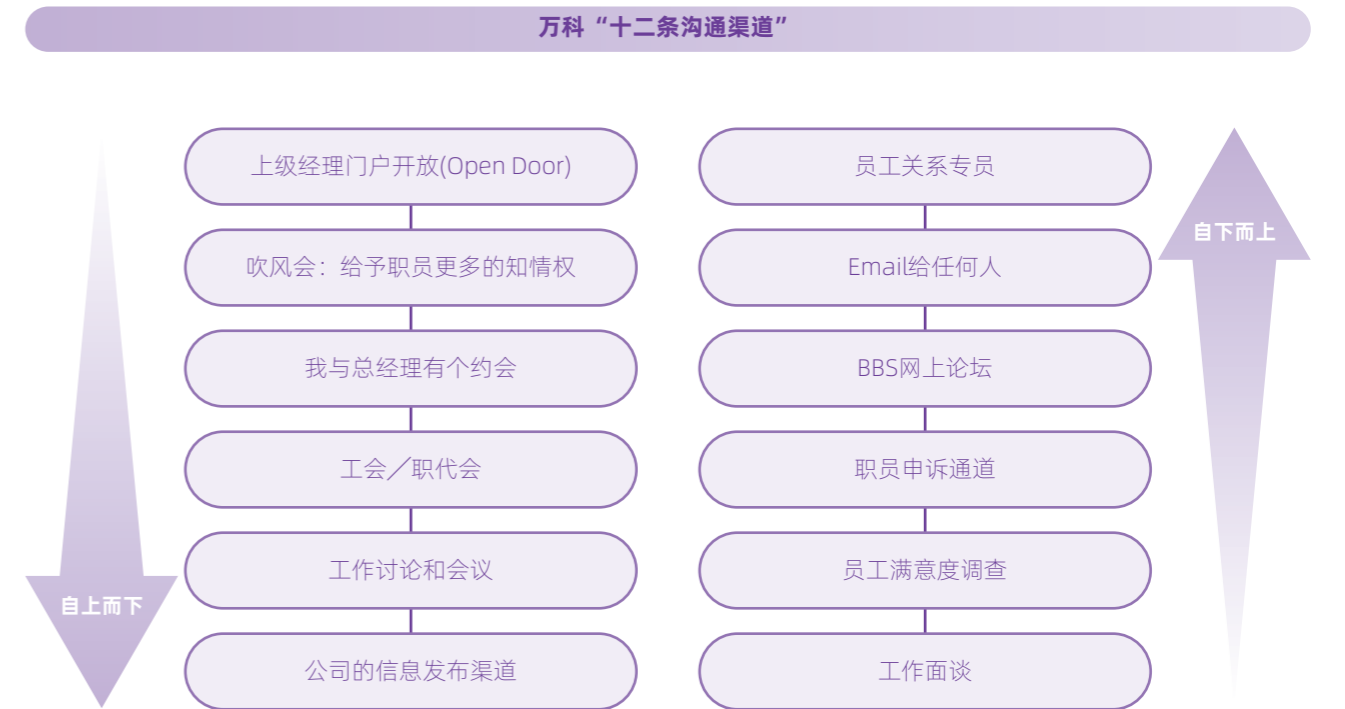 万科“十二条沟通渠道”
上级经理门户开放(Open Door)
吹风会：给予职员更多的知情权
我与总经理有个约会
工会／职代会
工作讨论和会议
公司的信息发布渠道
自上而下
员工关系专员
Email给任何人
BBS网上论坛
职员申诉通道
员工满意度调查
工作面谈
自下而上